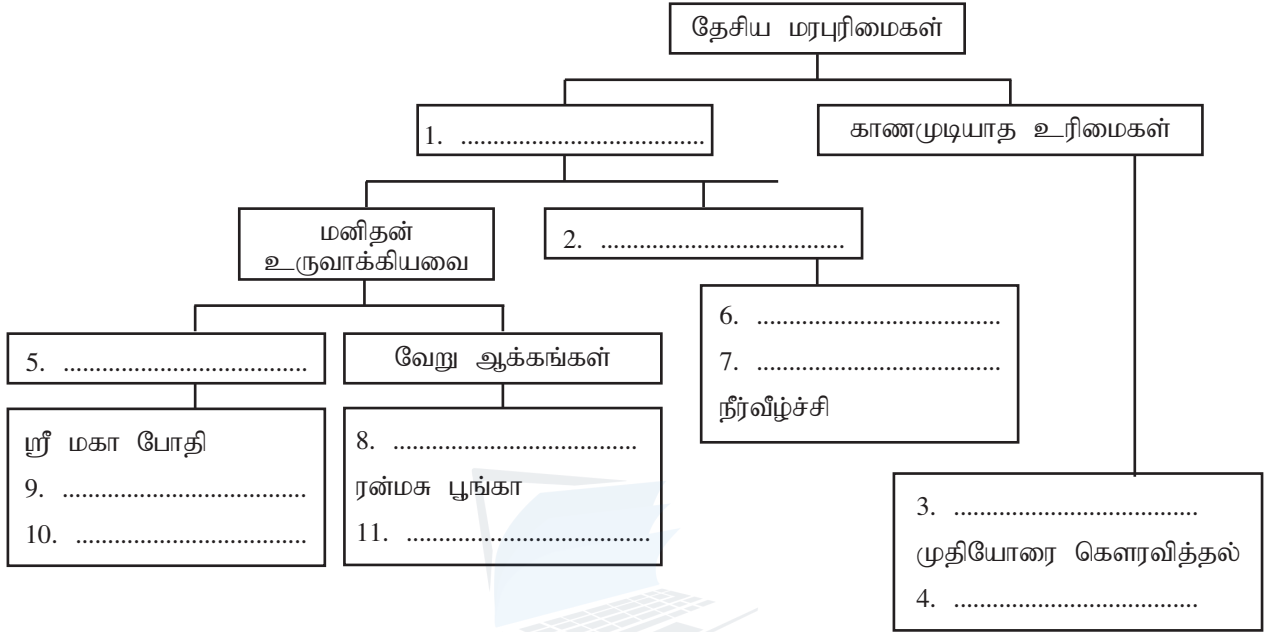 தேசிய மரபுரிமைகள்
1. ......................................
காணமுடியாத உரிமைகள்
மனிதன்
உருவாக்கியவை
2. ......................................
5. ......................................
வேறு ஆக்கங்கள்
6. ......................................
7. ......................................
நீர்வீழ்ச்சி
ஸ்ரீ மகா போதி
9. ......................................
10. ....................................
8. ......................................
ரன்மசு பூங்கா
11. ......................................
3. ......................................
முதியோரை கௌரவித்தல்
4. ......................................